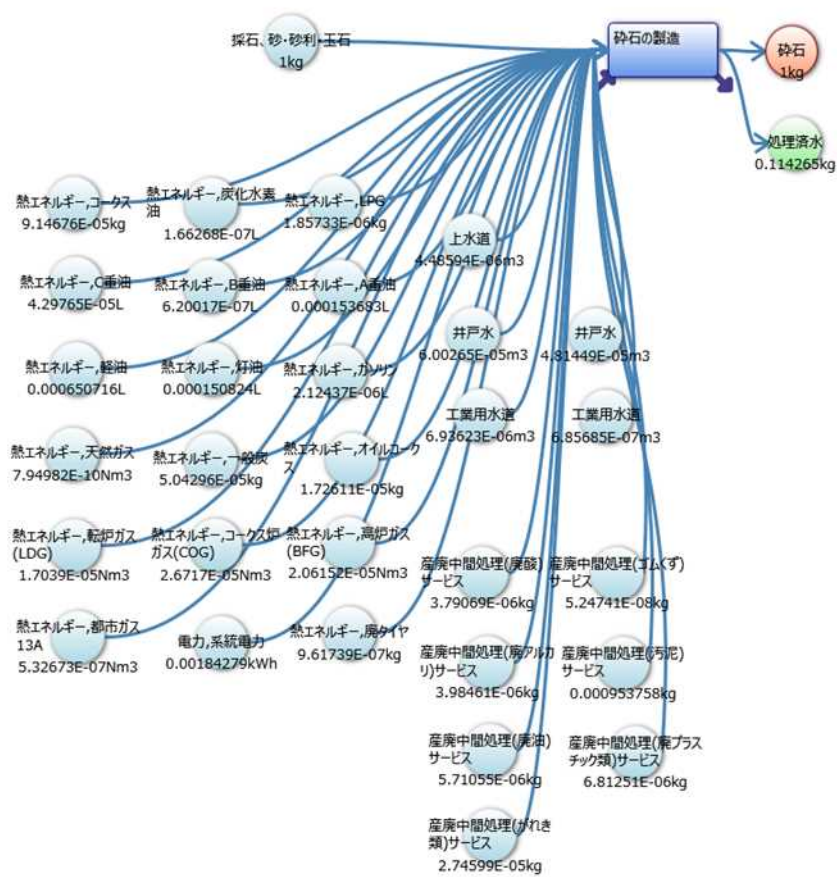 採石、砂・砂利・玉石
1kg
砕石の製造
砕石
1kg
処理済水
0.114265kg
熱エネルギー,コークス
9.14676E-05kg
熱エネルギー,炭化水素
油
1.66268E-07L
熱エネルギー,LPG
1.85733E-06kg
上水道
4.48594E-06m3
熱エネルギー,C重油
4.29765E-05L
熱エネルギー,B重油
6.20017E-07L
熱エネルギー,A重油
0.000153683L
井戸水
6.00265E-05m3
井戸水
4.81449E-05m3
熱エネルギー,軽油
0.000650716L
熱エネルギー,灯油
0.000150824L
熱エネルギー,ガソリン
2.12437E-06L
工業用水道
6.93623E-06m3
工業用水道
6.85685E-07m3
熱エネルギー,天然ガス
7.94982E-10Nm3
熱エネルギー,一般炭
5.04296E-05kg
熱エネルギー,オイルコーク
ス
1.72611E-05kg
熱エネルギー,転炉ガス
(LDG)
1.7039E-05Nm3
熱エネルギー,コークス炉
ガス(COG)
2.6717E-05Nm3
熱エネルギー,高炉ガス
(BFG)
2.06152E-05Nm3
産廃中間処理(廃酸)
サービス
3.79069E-06kg
産廃中間処理(ゴムくず)
サービス
5.24741E-08kg
熱エネルギー,都市ガス
13A
5.32673E-07Nm3
電力,系統電力
0.00184279kWh
熱エネルギー,廃タイヤ
9.61739E-07kg
産廃中間処理(廃アルカ
リ)サービス
3.98461E-06kg
産廃中間処理(汚泥)
サービス
0.000953758kg
産廃中間処理(廃油)
サービス
5.71055E-06kg
産廃中間処理(廃プラス
チック類)サービス
6.81251E-06kg
産廃中間処理(がれき
類)サービス
2.74599E-05kg